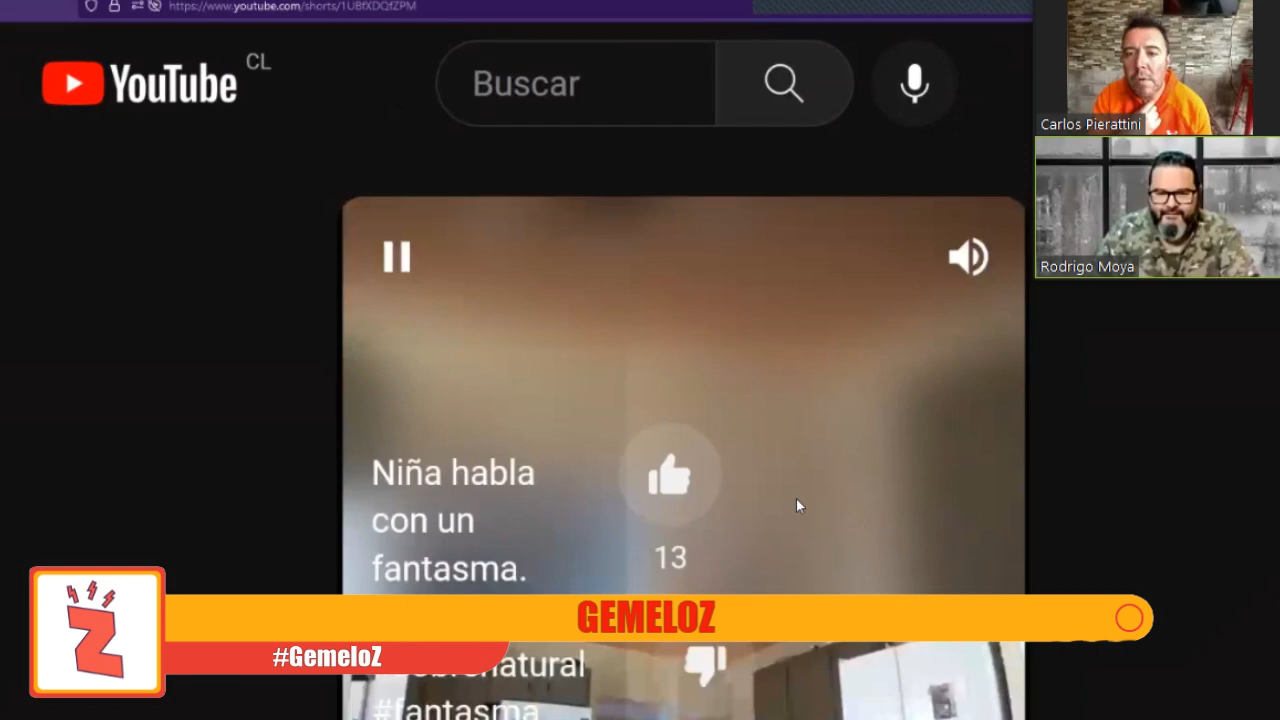 https://www.youtube.com/shorts/1UBfXDQfZPM
YouTube CL
Buscar
Carlos Pierattini
Rodrigo Moya
Niña habla
con un
fantasma.
13
GEMELOZ
Z
#GemeloZ
natural
#fantasma